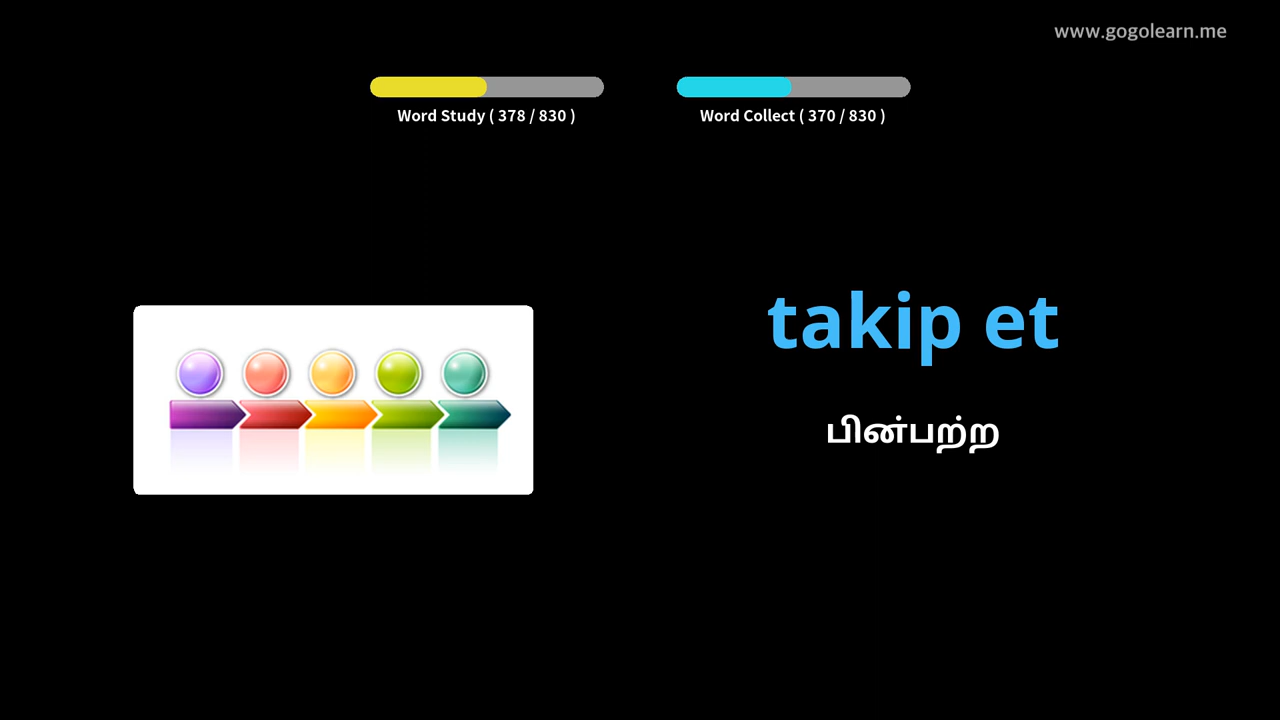 www.gogolearn.me
Word Study ( 378 / 830 )
Word Collect ( 370 / 830 )
takip et
பின்பற்ற